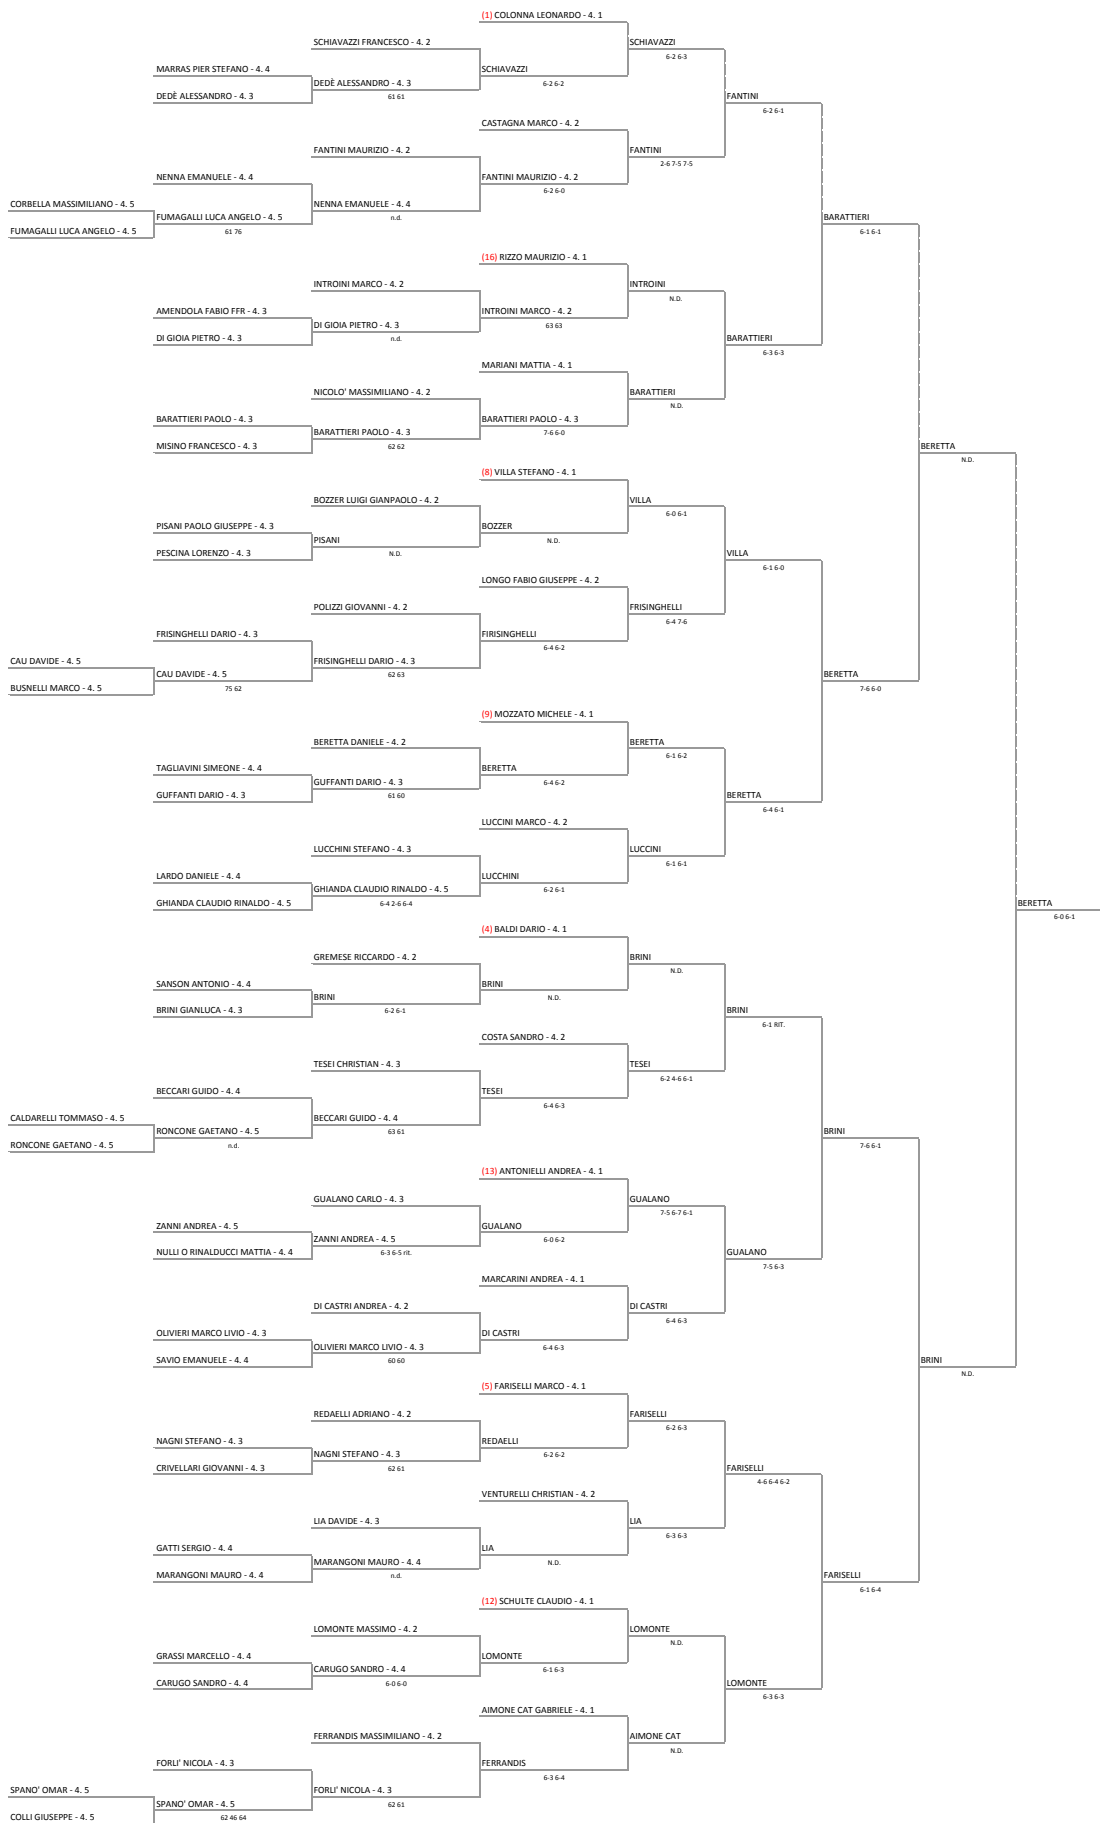 (1) COLONNA LEONARDO - 4. 1
SCHIAVAZZI FRANCESCO - 4. 2
SCHIAVAZZI
6-2 6-3
MARRAS PIER STEFANO - 4. 4
SCHIAVAZZI
6-2 6-2
DEDÈ ALESSANDRO - 4. 3
61 61
DEDÈ ALESSANDRO - 4. 3
FANTINI
6-2 6-1
CASTAGNA MARCO - 4. 2
FANTINI MAURIZIO - 4. 2
FANTINI
2-6 7-5 7-5
NENNA EMANUELE - 4. 4
FANTINI MAURIZIO - 4. 2
6-2 6-0
CORBELLA MASSIMILIANO - 4. 5
NENNA EMANUELE - 4. 4
n.d.
FUMAGALLI LUCA ANGELO - 4. 5
61 76
BARATTIERI
6-1 6-1
FUMAGALLI LUCA ANGELO - 4. 5
(16) RIZZO MAURIZIO - 4. 1
INTROINI MARCO - 4. 2
INTROINI
N.D.
AMENDOLA FABIO FFR - 4. 3
INTROINI MARCO - 4. 2
63 63
DI GIOIA PIETRO - 4. 3
n.d.
DI GIOIA PIETRO - 4. 3
BARATTIERI
6-3 6-3
MARIANI MATTIA - 4. 1
NICOLO' MASSIMILIANO - 4. 2
BARATTIERI
N.D.
BARATTIERI PAOLO - 4. 3
BARATTIERI PAOLO - 4. 3
7-6 6-0
BARATTIERI PAOLO - 4. 3
62 62
MISINO FRANCESCO - 4. 3
BERETTA
N.D.
(8) VILLA STEFANO - 4. 1
BOZZER LUIGI GIANPAOLO - 4. 2
VILLA
6-0 6-1
PISANI PAOLO GIUSEPPE - 4. 3
BOZZER
N.D.
PISANI
N.D.
PESCINA LORENZO - 4. 3
VILLA
6-1 6-0
LONGO FABIO GIUSEPPE - 4. 2
POLIZZI GIOVANNI - 4. 2
FRISINGHELLI
6-4 7-6
FRISINGHELLI DARIO - 4. 3
FIRISINGHELLI
6-4 6-2
CAU DAVIDE - 4. 5
FRISINGHELLI DARIO - 4. 3
62 63
CAU DAVIDE - 4. 5
75 62
BERETTA
7-6 6-0
BUSNELLI MARCO - 4. 5
(9) MOZZATO MICHELE - 4. 1
BERETTA DANIELE - 4. 2
BERETTA
6-1 6-2
TAGLIAVINI SIMEONE - 4. 4
BERETTA
6-4 6-2
GUFFANTI DARIO - 4. 3
61 60
GUFFANTI DARIO - 4. 3
BERETTA
6-4 6-1
LUCCINI MARCO - 4. 2
LUCCHINI STEFANO - 4. 3
LUCCINI
6-1 6-1
LARDO DANIELE - 4. 4
LUCCHINI
6-2 6-1
GHIANDA CLAUDIO RINALDO - 4. 5
6-4 2-6 6-4
GHIANDA CLAUDIO RINALDO - 4. 5
BERETTA
6-0 6-1
(4) BALDI DARIO - 4. 1
GREMESE RICCARDO - 4. 2
BRINI
N.D.
SANSON ANTONIO - 4. 4
BRINI
N.D.
BRINI
6-2 6-1
BRINI GIANLUCA - 4. 3
BRINI
6-1 RIT.
COSTA SANDRO - 4. 2
TESEI CHRISTIAN - 4. 3
TESEI
6-2 4-6 6-1
BECCARI GUIDO - 4. 4
TESEI
6-4 6-3
CALDARELLI TOMMASO - 4. 5
BECCARI GUIDO - 4. 4
63 61
RONCONE GAETANO - 4. 5
n.d.
BRINI
7-6 6-1
RONCONE GAETANO - 4. 5
(13) ANTONIELLI ANDREA - 4. 1
GUALANO CARLO - 4. 3
GUALANO
7-5 6-7 6-1
ZANNI ANDREA - 4. 5
GUALANO
6-0 6-2
ZANNI ANDREA - 4. 5
6-3 6-5 rit.
NULLI O RINALDUCCI MATTIA - 4. 4
GUALANO
7-5 6-3
MARCARINI ANDREA - 4. 1
DI CASTRI ANDREA - 4. 2
DI CASTRI
6-4 6-3
OLIVIERI MARCO LIVIO - 4. 3
DI CASTRI
6-4 6-3
OLIVIERI MARCO LIVIO - 4. 3
60 60
SAVIO EMANUELE - 4. 4
BRINI
N.D.
(5) FARISELLI MARCO - 4. 1
REDAELLI ADRIANO - 4. 2
FARISELLI
6-2 6-3
NAGNI STEFANO - 4. 3
REDAELLI
6-2 6-2
NAGNI STEFANO - 4. 3
62 61
CRIVELLARI GIOVANNI - 4. 3
FARISELLI
4-6 6-4 6-2
VENTURELLI CHRISTIAN - 4. 2
LIA DAVIDE - 4. 3
LIA
6-3 6-3
GATTI SERGIO - 4. 4
LIA
N.D.
MARANGONI MAURO - 4. 4
n.d.
MARANGONI MAURO - 4. 4
FARISELLI
6-1 6-4
(12) SCHULTE CLAUDIO - 4. 1
LOMONTE MASSIMO - 4. 2
LOMONTE
N.D.
GRASSI MARCELLO - 4. 4
LOMONTE
6-1 6-3
CARUGO SANDRO - 4. 4
6-0 6-0
CARUGO SANDRO - 4. 4
LOMONTE
6-3 6-3
AIMONE CAT GABRIELE - 4. 1
FERRANDIS MASSIMILIANO - 4. 2
AIMONE CAT
N.D.
FORLI' NICOLA - 4. 3
FERRANDIS
6-3 6-4
SPANO' OMAR - 4. 5
FORLI' NICOLA - 4. 3
62 61
SPANO' OMAR - 4. 5
62 46 64
COLLI GIUSEPPE - 4. 5